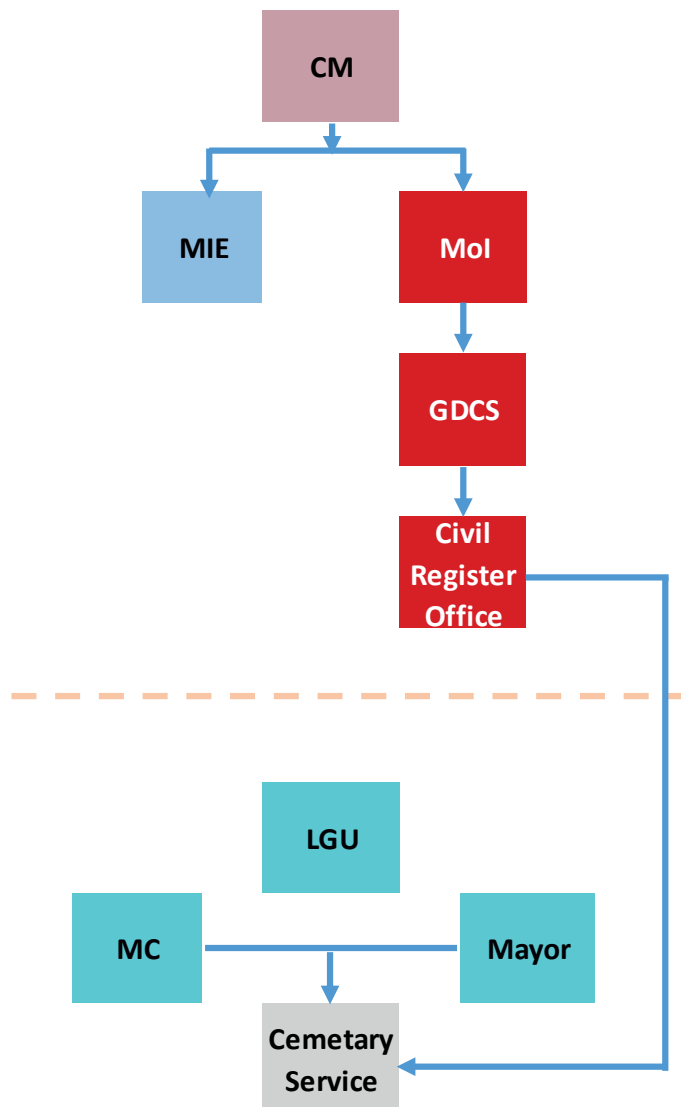 CM
MIE
MoI
GDCS
Civil
Register
Office
LGU
MC
Mayor
Cemetary
Service